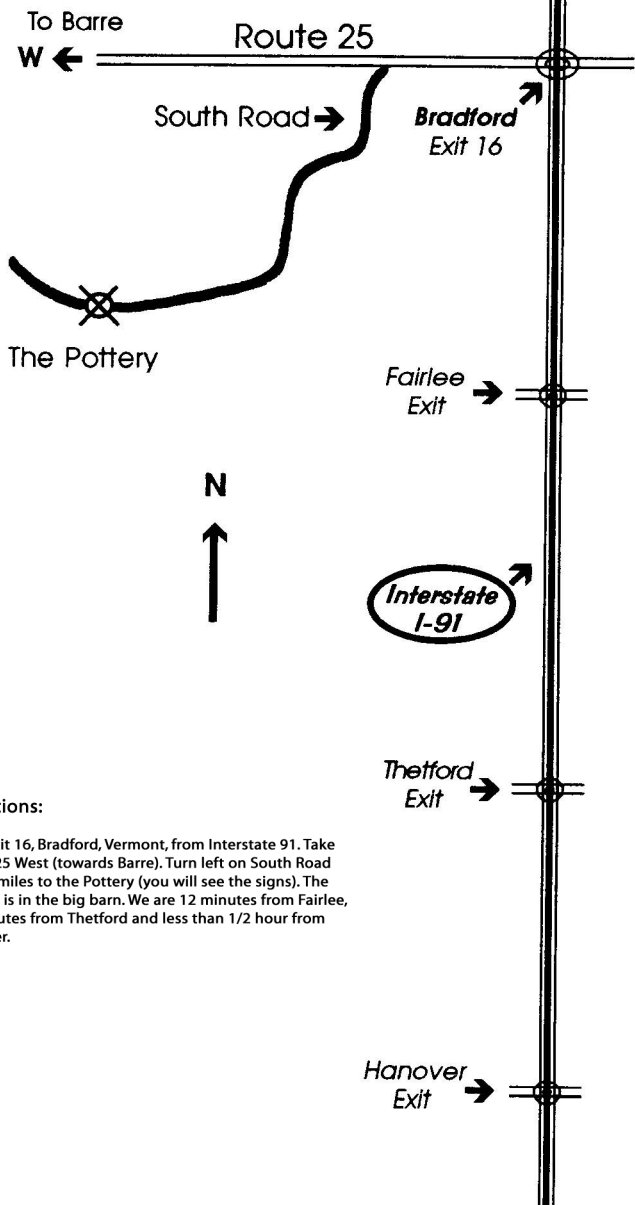 To Barre
W
Route 25
South Road
Bradford
Exit 16
The Pottery
Fairlee
Exit
N
Interstate
I-91
Thetford
Exit
tions:
it 16, Bradford, Vermont, from Interstate 91. Take
25 West (towards Barre). Turn left on South Road
miles to the Pottery (you will see the signs). The
is in the big barn. We are 12 minutes from Fairlee,
utes from Thetford and less than 1/2 hour from
er.
Hanover
Exit